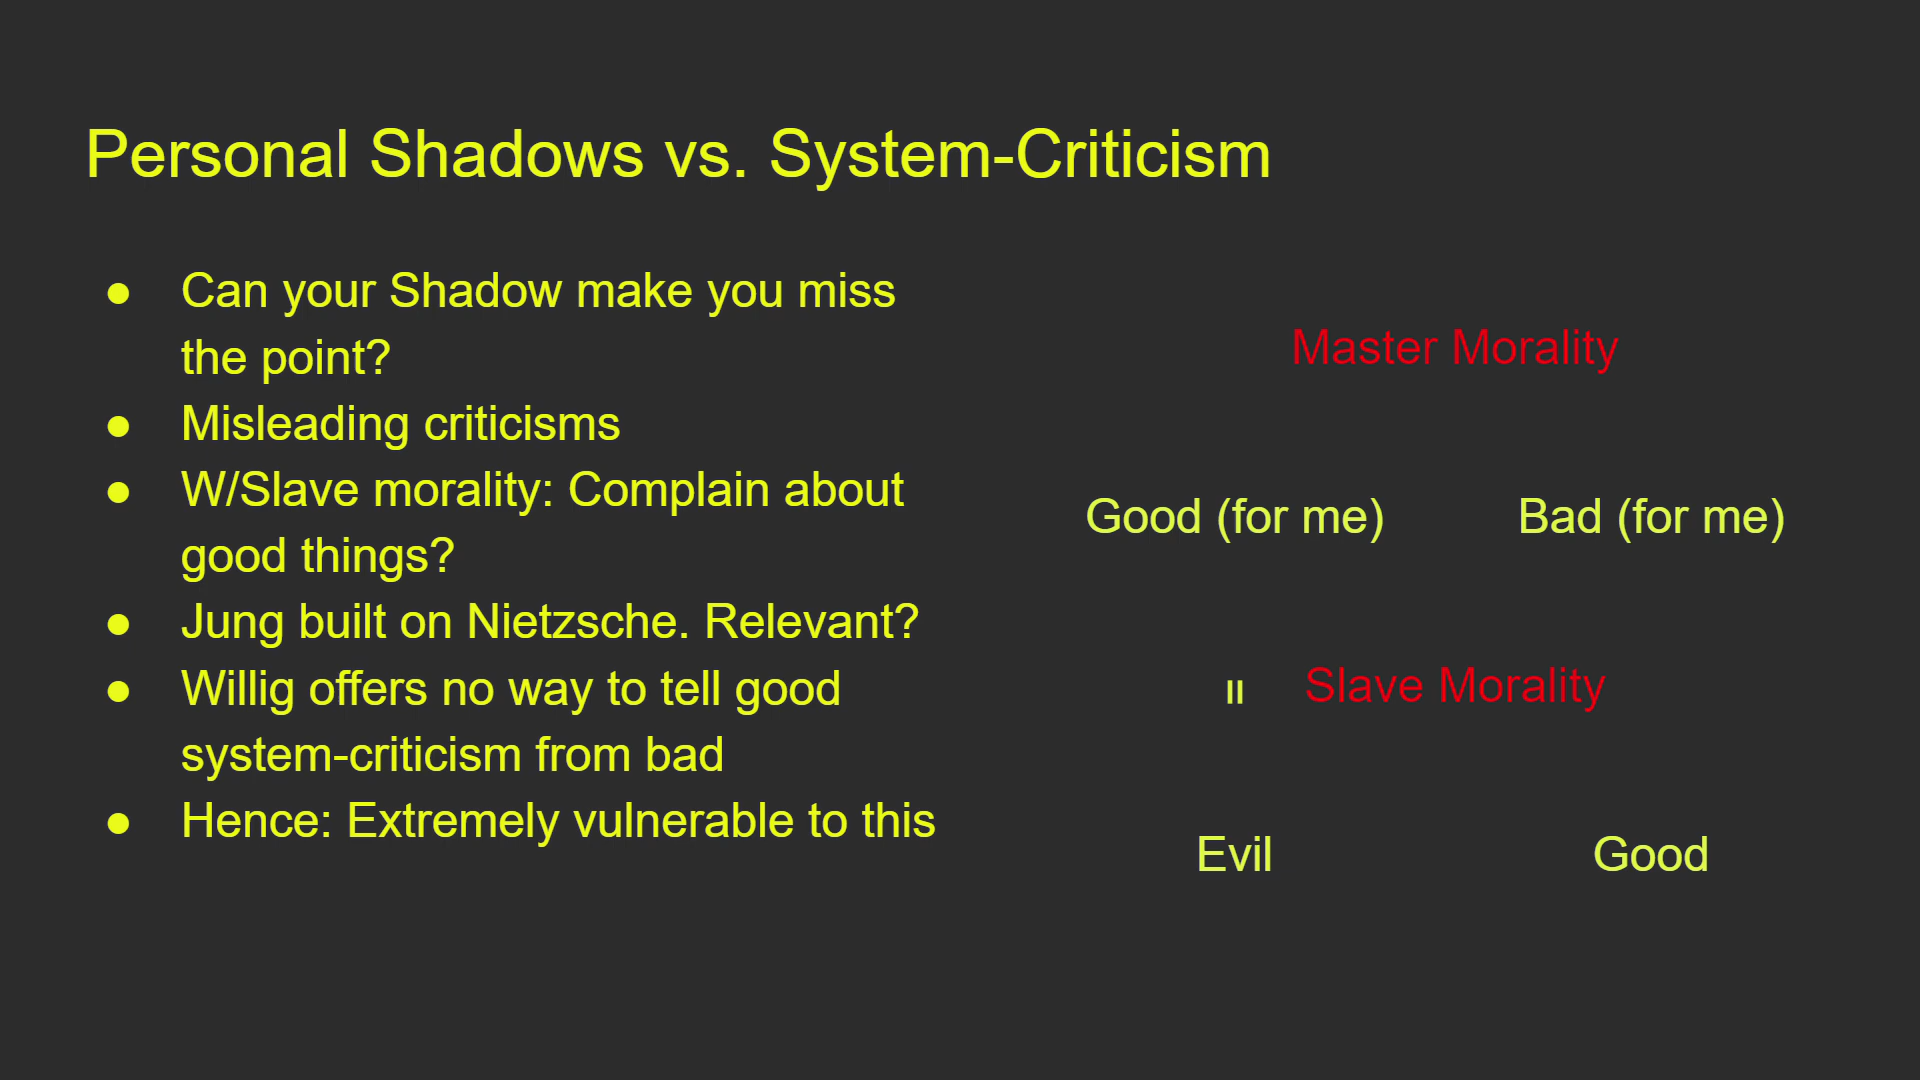 Personal Shadows vs. System-Criticism
● Can your Shadow make you miss
the point?
● Misleading criticisms
● W/Slave morality: Complain about
good things?
● Jung built on Nietzsche. Relevant?
● Willig offers no way to tell good
system-criticism from bad
● Hence: Extremely vulnerable to this
Master Morality
Good (for me) Bad (for me)
= Slave Morality
Evil Good